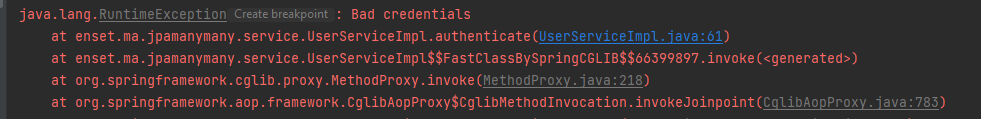 java.lang.RuntimeException Create breakpoint : Bad credentials
at enset.ma.jpamanymany.service.UserServiceImpl.authenticate(UserServiceImpl.java:61)
at enset.ma.jpamanymany.service.UserServiceImpl$$FastClassBySpringCGLIB$$66399897.invoke(<generated>)
at org.springframework.cglib.proxy.MethodProxy.invoke(MethodProxy.java:218)
at org.springframework.aop.framework.CglibAopProxy$CglibMethodInvocation.invokeJoinpoint(CglibAopProxy.java:783)